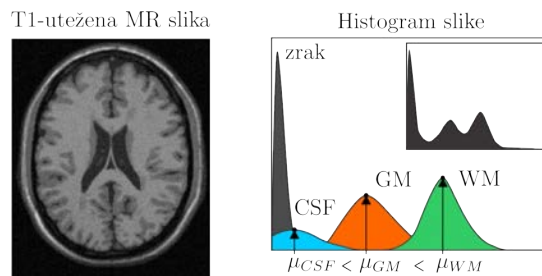 T1-utežena MR slika
Histogram slike
zrak
GM
WM
CSF
μCSF < μGM < μWM